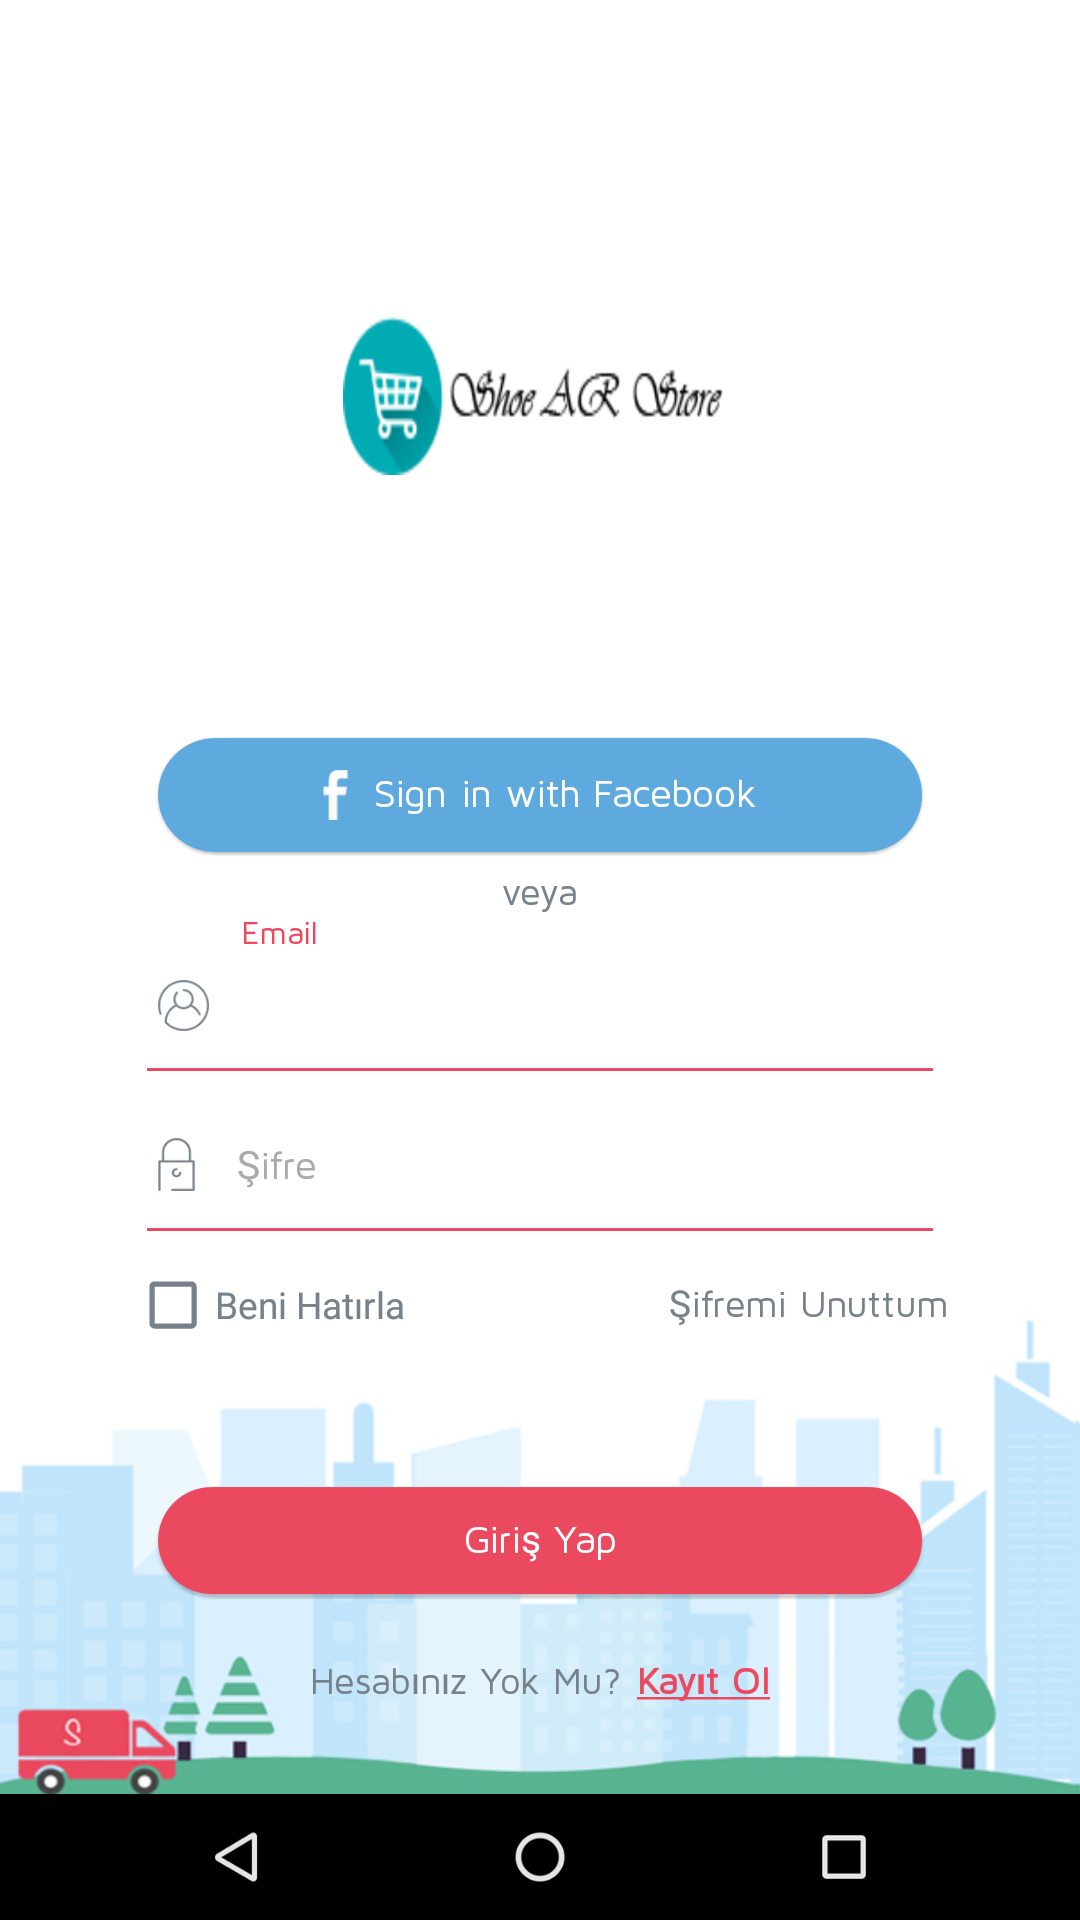 Shoe AR Store
Sign in with Facebook
veya
Email
Şifre
Beni Hatırla
Şifremi Unuttum
Giriş Yap
Hesabınız Yok Mu? Kayıt Ol
S